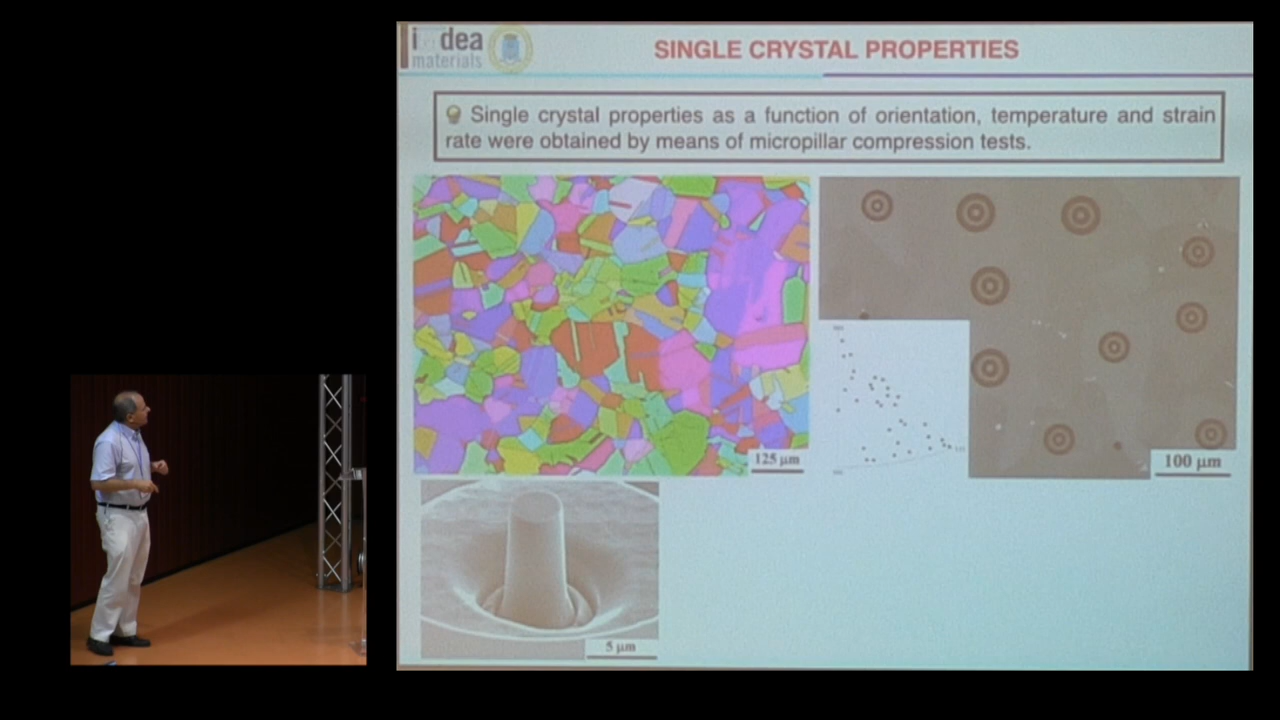 i dea
materials
SINGLE CRYSTAL PROPERTIES
Single crystal properties as a function of orientation, temperature and strain
rate were obtained by means of micropillar compression tests.
125 µm
100 µm
5 µm